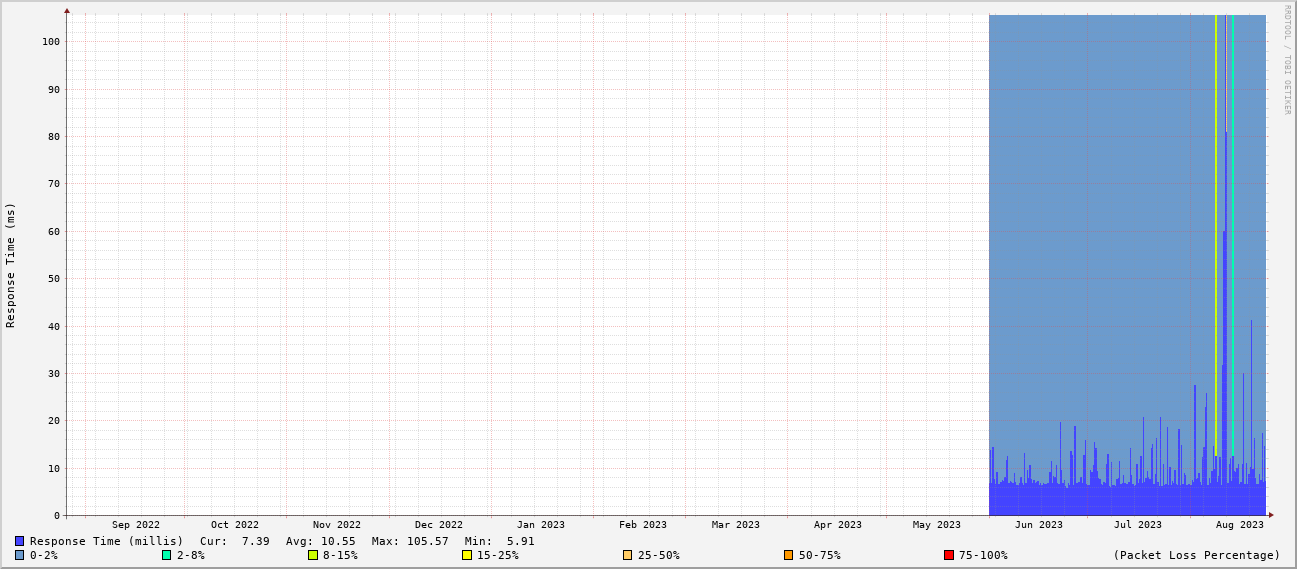 RRDTOOL / TOBI OETIKER
Response Time (ms)
100
90
80
70
60
50
40
30
20
10
0
Sep 2022 Oct 2022 Nov 2022 Dec 2022 Jan 2023 Feb 2023 Mar 2023 Apr 2023 May 2023 Jun 2023 Jul 2023 Aug 2023
Response Time (millis) Cur: 7.39 Avg: 10.55 Max: 105.57 Min: 5.91
0-2% 2-8% 8-15% 15-25% 25-50% 50-75% 75-100% (Packet Loss Percentage)